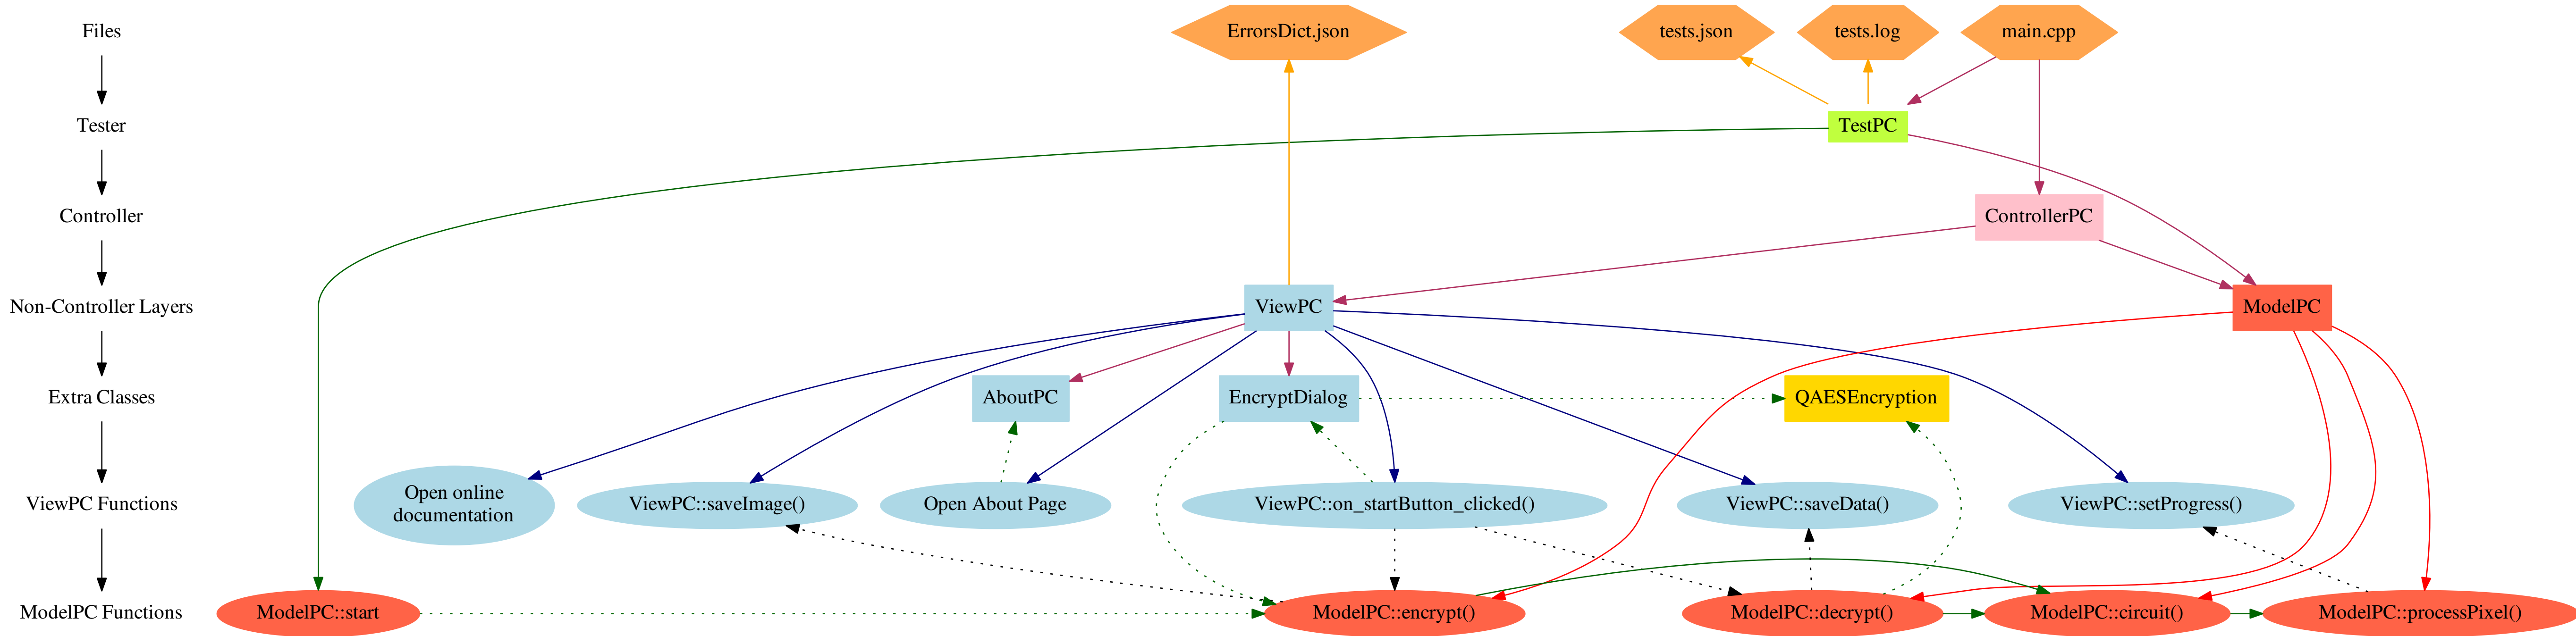 Files
ErrorsDict.json
tests.json
tests.log
main.cpp
Tester
TestPC
Controller
ControllerPC
Non-Controller Layers
ViewPC
ModelPC
Extra Classes
AboutPC
EncryptDialog
QAESEncryption
ViewPC Functions
Open online
documentation
ViewPC::saveImage()
Open About Page
ViewPC::on_startButton_clicked()
ViewPC::saveData()
ViewPC::setProgress()
ModelPC Functions
ModelPC::start
ModelPC::encrypt()
ModelPC::decrypt()
ModelPC::circuit()
ModelPC::processPixel()